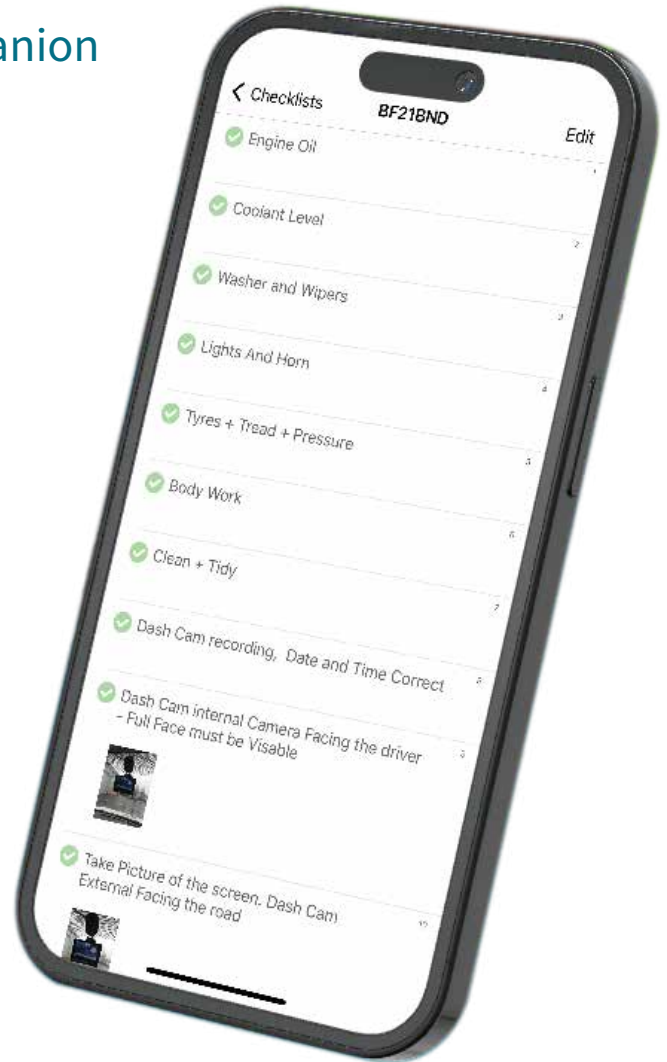 anion
Checklists
BF21BND
Edit
Engine Oil
1
Coolant Level
2
Washer and Wipers
3
Lights And Horn
4
Tyres + Tread + Pressure
5
Body Work
6
Clean + Tidy
7
Dash Cam recording, Date and Time Correct
8
Dash Cam internal Camera Facing the driver
- Full Face must be Visable
9
Take Picture of the screen. Dash Cam
External Facing the road
10